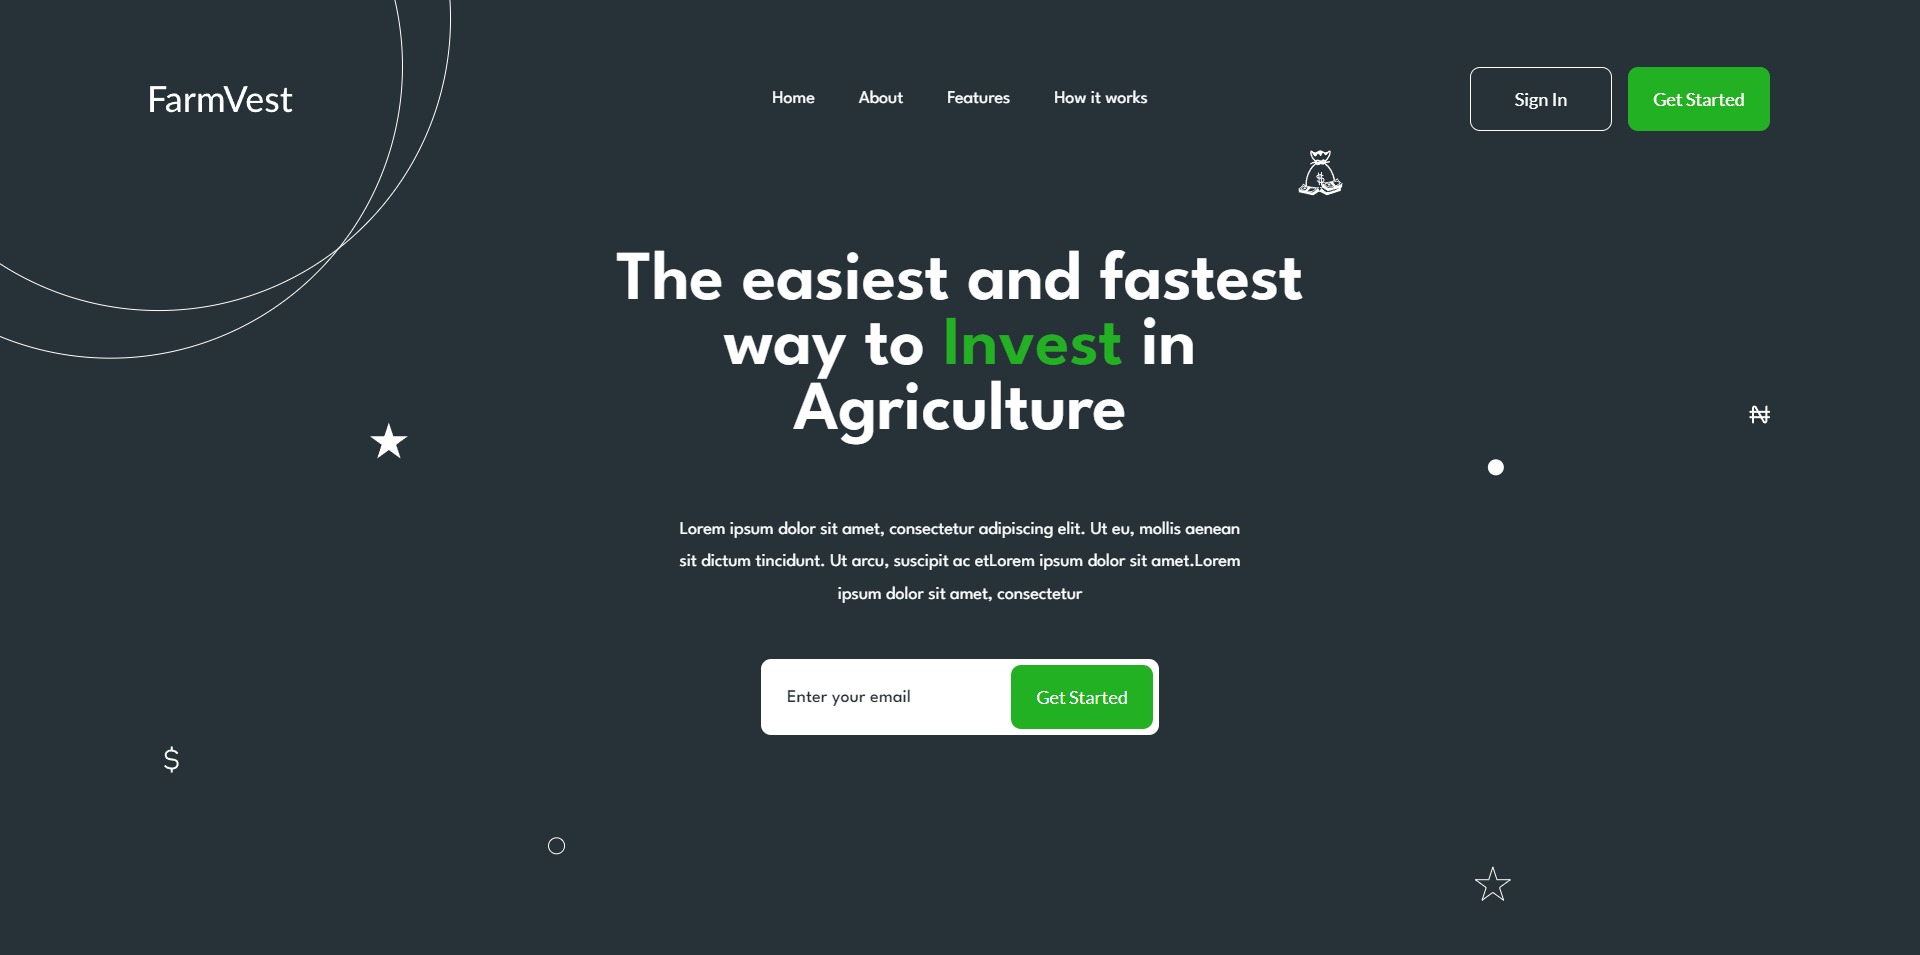 FarmVest
Home
About
Features
How it works
Sign In
Get Started
$
The easiest and fastest
way to Invest in
Agriculture
₦
Lorem ipsum dolor sit amet, consectetur adipiscing elit. Ut eu, mollis aenean
sit dictum tincidunt. Ut arcu, suscipit ac etLorem ipsum dolor sit amet.Lorem
ipsum dolor sit amet, consectetur
Enter your email
Get Started
$